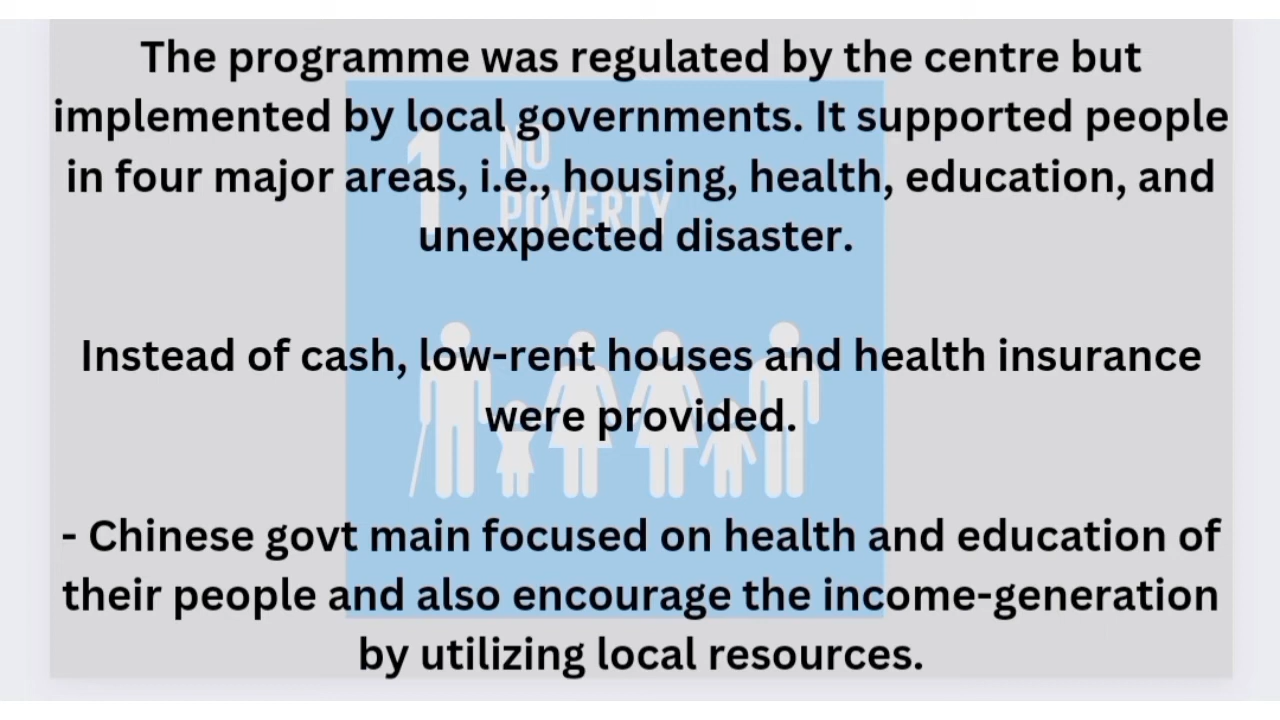 The programme was regulated by the centre but
implemented by local governments. It supported people
in four major areas, i.e., housing, health, education, and
unexpected disaster.
Instead of cash, low-rent houses and health insurance
were provided.
- Chinese govt main focused on health and education of
their people and also encourage the income-generation
by utilizing local resources.
1 NO
POVERTY